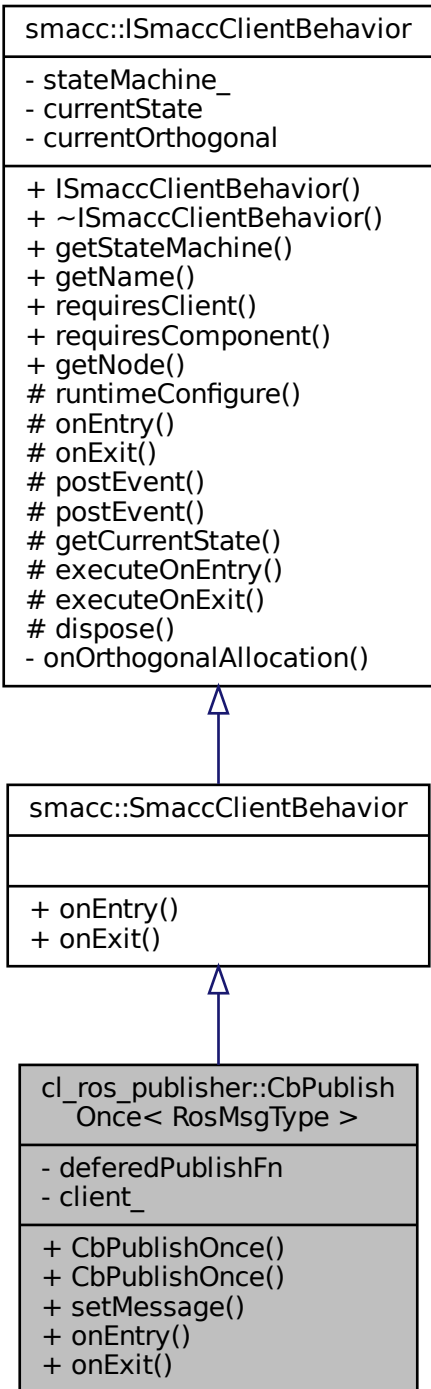 smacc::ISmaccClientBehavior
- stateMachine_
- currentState
- currentOrthogonal
+ ISmaccClientBehavior()
+ ~ISmaccClientBehavior()
+ getStateMachine()
+ getName()
+ requiresClient()
+ requiresComponent()
+ getNode()
# runtimeConfigure()
# onEntry()
# onExit()
# postEvent()
# postEvent()
# getCurrentState()
# executeOnEntry()
# executeOnExit()
# dispose()
- onOrthogonalAllocation()
smacc::SmaccClientBehavior
+ onEntry()
+ onExit()
cl_ros_publisher::CbPublish
Once< RosMsgType >
- deferedPublishFn
- client_
+ CbPublishOnce()
+ CbPublishOnce()
+ setMessage()
+ onEntry()
+ onExit()